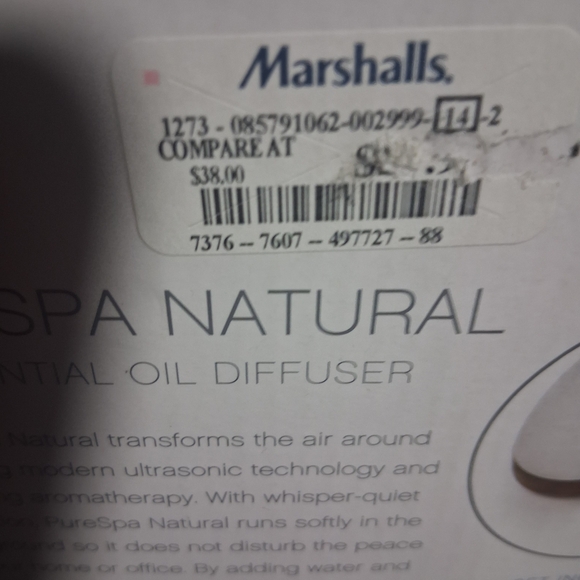 Marshalls.
1273 - 085791062-002999-14-2
COMPARE AT
$38.00
7376 -- 7607 -- 497727 -- 88
SPA NATURAL
NTIAL OIL DIFFUSER
Natural transforms the air around
modern ultrasonic technology and
aromatherapy. With whisper-quiet
PureSpa Natural runs softly in the
so it does not disturb the peace
home or office. By adding water and